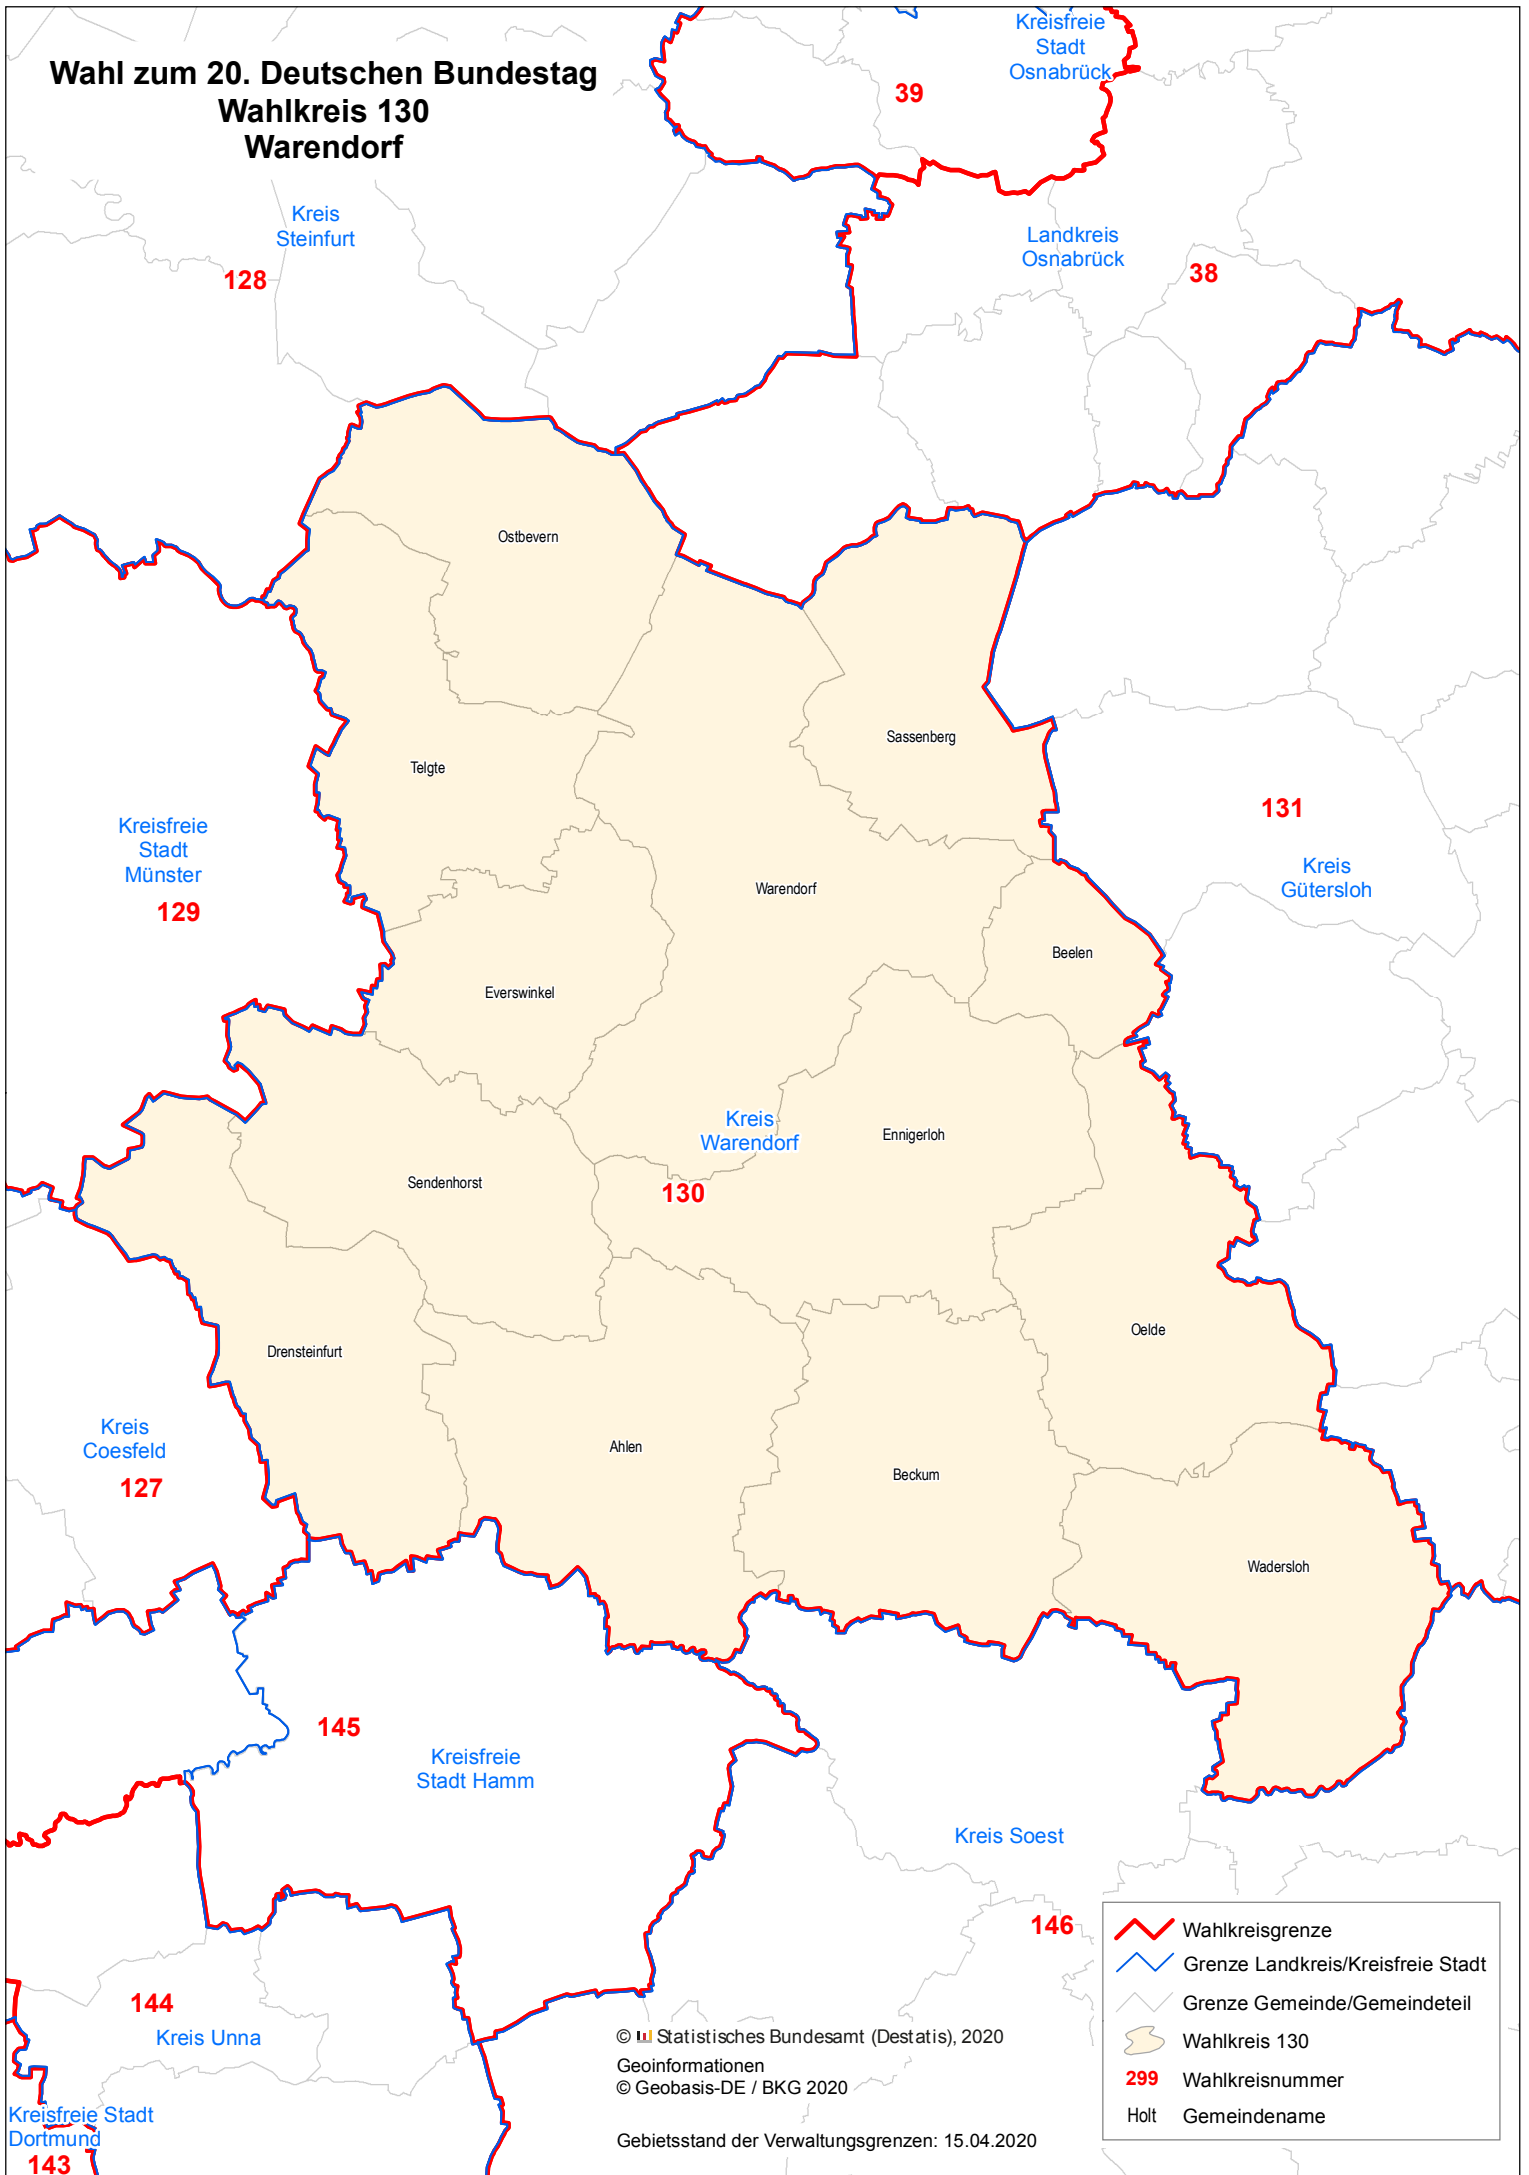 Wahl zum 20. Deutschen Bundestag
Wahlkreis 130
Warendorf
Kreisfreie
Stadt
Osnabrück
39
Kreis
Steinfurt
128
Landkreis
Osnabrück
38
Ostbevern
Sassenberg
Telgte
131
Kreisfreie
Stadt
Münster
129
Kreis
Gütersloh
Warendorf
Beelen
Everswinkel
Kreis
Warendorf
Ennigerloh
Sendenhorst
130
Oelde
Drensteinfurt
Kreis
Coesfeld
127
Ahlen
Beckum
Wadersloh
145
Kreisfreie
Stadt Hamm
Kreis Soest
146
144
Kreis Unna
Kreisfreie Stadt
Dortmund
143
© Statistisches Bundesamt (Destatis), 2020
Geoinformationen
© Geobasis-DE / BKG 2020
Gebietsstand der Verwaltungsgrenzen: 15.04.2020
Wahlkreisgrenze
Grenze Landkreis/Kreisfreie Stadt
Grenze Gemeinde/Gemeindeteil
Wahlkreis 130
299 Wahlkreisnummer
Holt Gemeindename